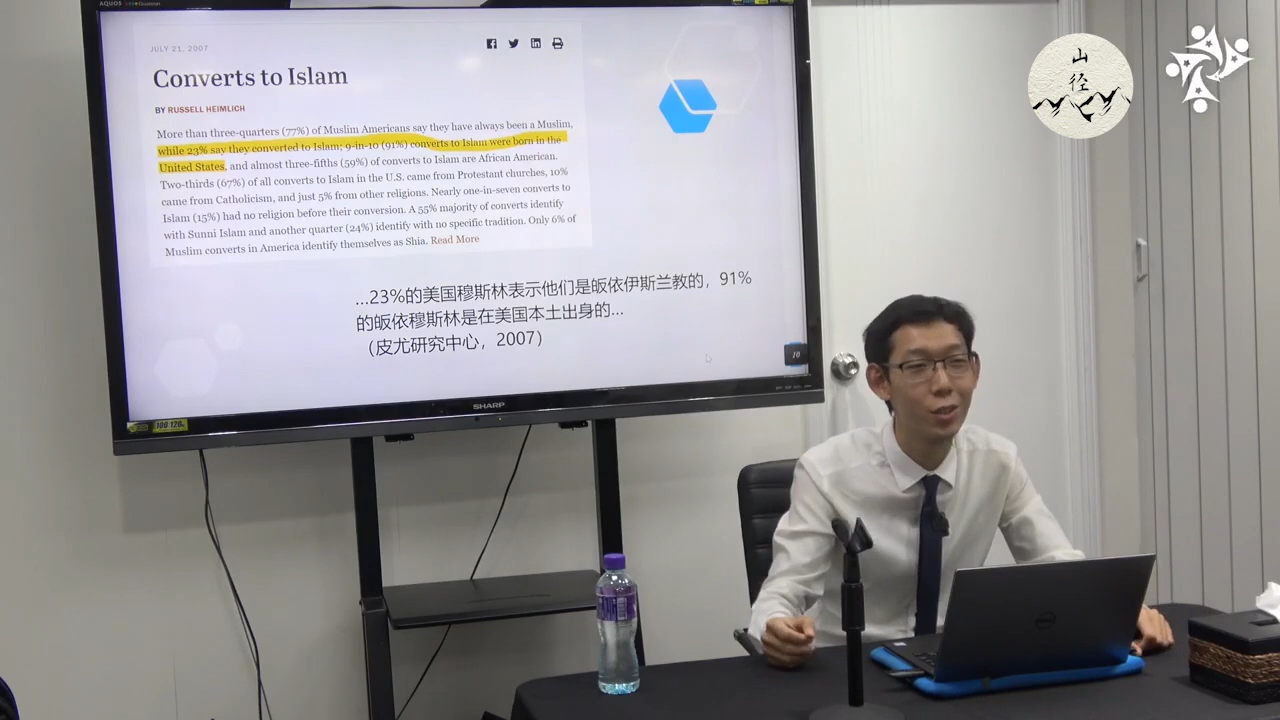 AQUOS
JULY 21, 2007
Converts to Islam
BY RUSSELL HEIMLICH
More than three-quarters (77%) of Muslim Americans say they have always been a Muslim,
while 23% say they converted to Islam; 9-in-10 (91%) converts to Islam were born in the
United States, and almost three-fifths (59%) of converts to Islam are African American.
Two-thirds (67%) of all converts to Islam in the U.S. came from Protestant churches, 10%
came from Catholicism, and just 5% from other religions. Nearly one-in-seven converts to
Islam (15%) had no religion before their conversion. A 55% majority of converts identify
with Sunni Islam and another quarter (24%) identify with no specific tradition. Only 6% of
Muslim converts in America identify themselves as Shia. Read More
...23%的美国穆斯林表示他们是皈依伊斯兰教的，91%
的皈依穆斯林是在美国本土出身的...
（皮尤研究中心，2007）
10
SHARP
山
径
DELL